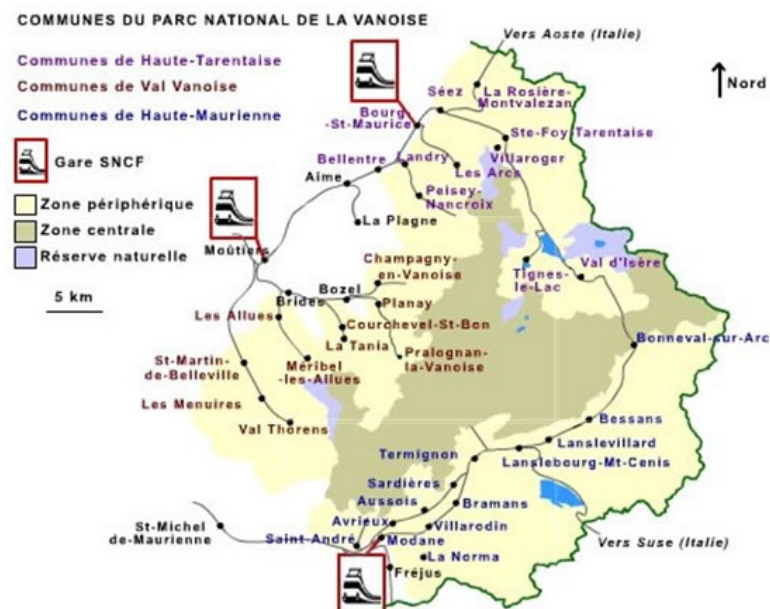 COMMUNES DU PARC NATIONAL DE LA VANOISE
Communes de Haute-Tarentaise
Communes de Val Vanoise
Communes de Haute-Maurienne
Gare SNCF
Zone périphérique
Zone centrale
Réserve naturelle
5 km
Vers Aoste (Italie)
Nord
Séez
La Rosière-
Montvalezan
Bourg
-St-Maurice
Ste-Foy-Tarentaise
Villaroger
Bellentre
Landry
Les Arcs
Aime
Peisey-
Nancroix
La Plagne
Moûtiers
Champagny-
en-Vanoise
Tignes-
le-Lac
Val d'Isère
Bozel
Brides
Planay
Les Allues
Courchevel-St-Bon
La Tania
Bonneval-sur-Arc
St-Martin-
de-Belleville
Méribel
-les-Allues
Pralognan-
la-Vanoise
Les Menuires
Val Thorens
Bessans
Termignon
Lanslevillard
Lanslebourg-Mt-Cenis
Sardières
Aussois
Bramans
St-Michel
de-Maurienne
Avrieux
Villarodin
Saint-André
Modane
La Norma
Vers Suse (Italie)
Fréjus